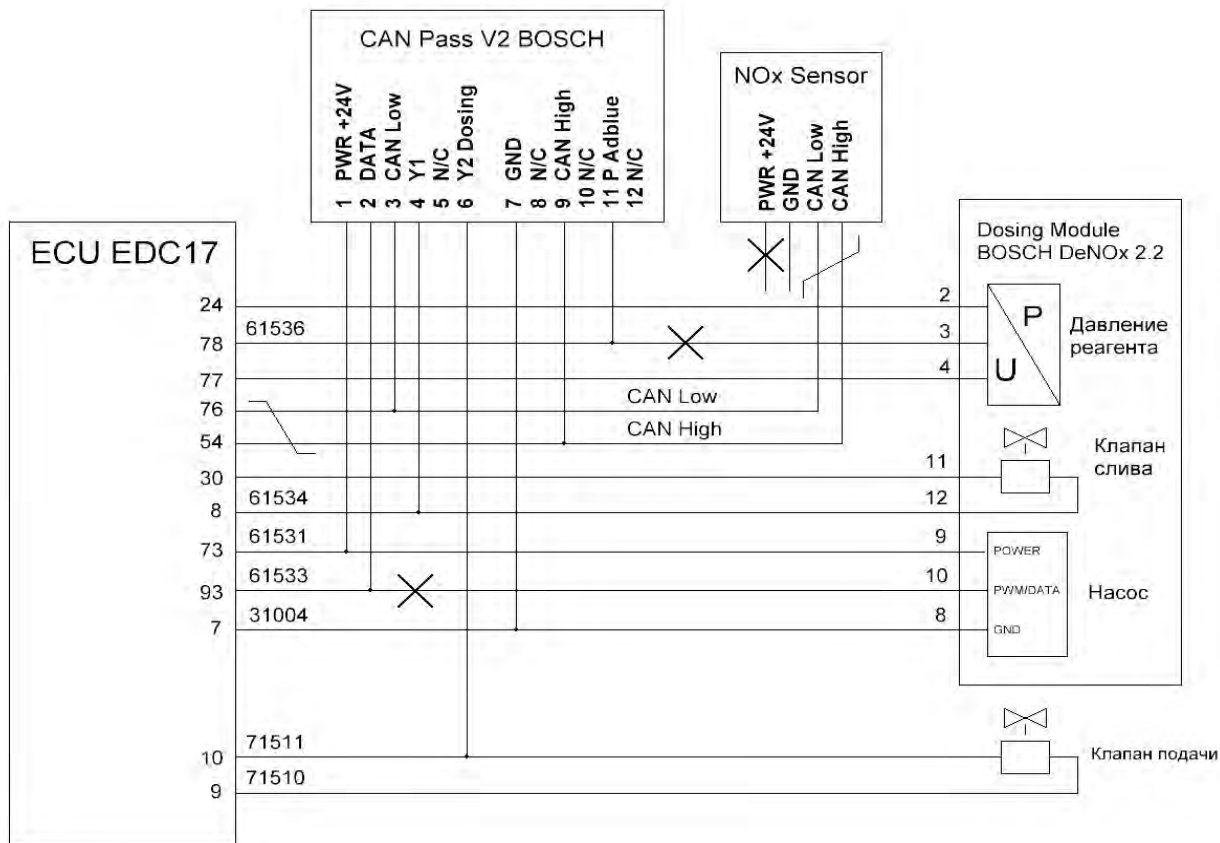 CAN Pass V2 BOSCH
1 PWR +24V
2 DATA
3 CAN Low
4 Y1
5 N/C
6 Y2 Dosing
7 GND
8 N/C
9 CAN High
10 N/C
11 P Adblue
12 N/C
NOx Sensor
PWR +24V
GND
CAN Low
CAN High
ECU EDC17
Dosing Module
BOSCH DeNOx 2.2
24
2
P
U
Давление
реагента
78
61536
3
77
4
76
CAN Low
54
CAN High
30
11
Клапан
слива
8
61534
12
73
61531
9
POWER
93
61533
10
PWM/DATA
Насос
7
31004
8
GND
10
71511
Клапан подачи
9
71510